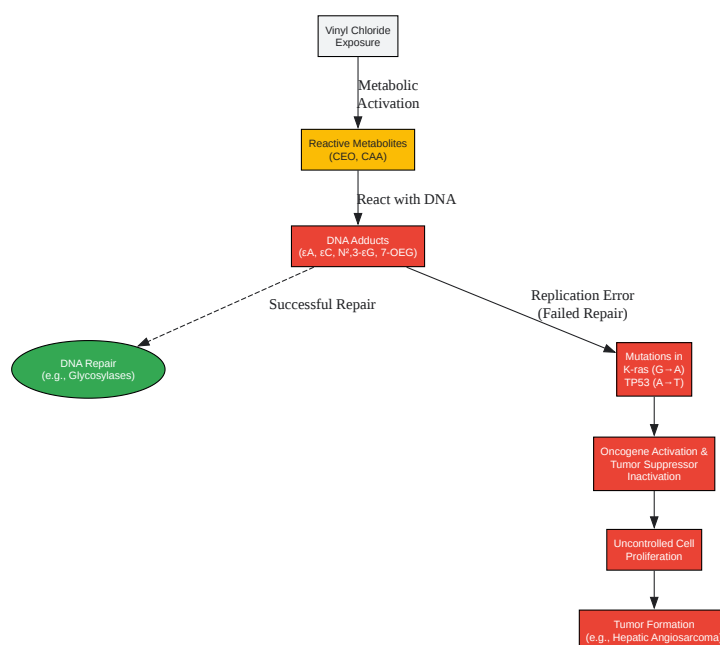 Vinyl Chloride
Exposure
Metabolic
Activation
Reactive Metabolites
(CEO, CAA)
React with DNA
DNA Adducts
(εA, εC, N²,3-εG, 7-OEG)
Successful Repair
Replication Error
(Failed Repair)
DNA Repair
(e.g., Glycosylases)
Mutations in
K-ras (G→A)
TP53 (A→T)
Oncogene Activation &
Tumor Suppressor
Inactivation
Uncontrolled Cell
Proliferation
Tumor Formation
(e.g., Hepatic Angiosarcoma)